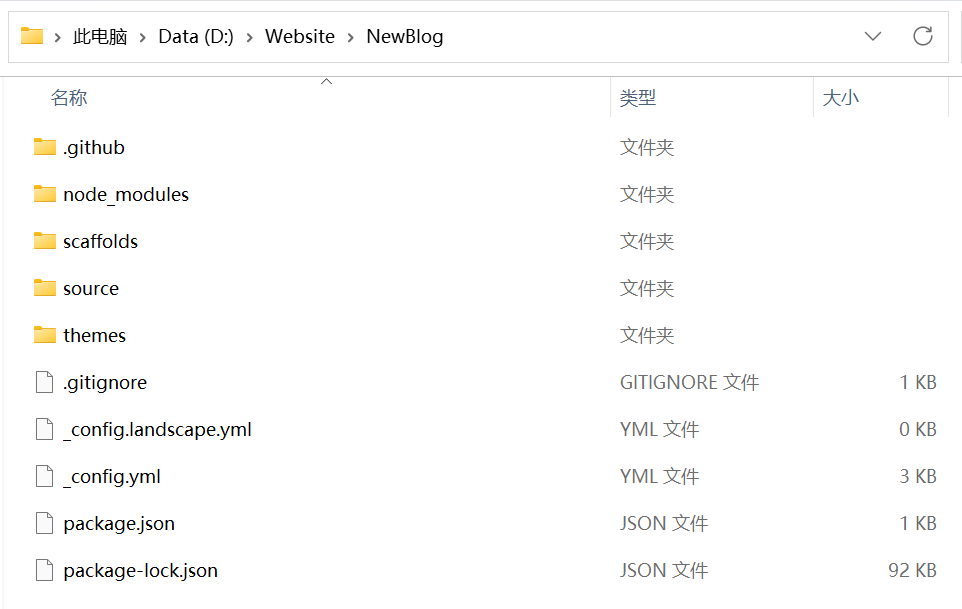 此电脑 > Data (D:) > Website > NewBlog
名称 类型 大小
.github 文件夹
node_modules 文件夹
scaffolds 文件夹
source 文件夹
themes 文件夹
.gitignore GITIGNORE 文件 1 KB
_config.landscape.yml YML 文件 0 KB
_config.yml YML 文件 3 KB
package.json JSON 文件 1 KB
package-lock.json JSON 文件 92 KB